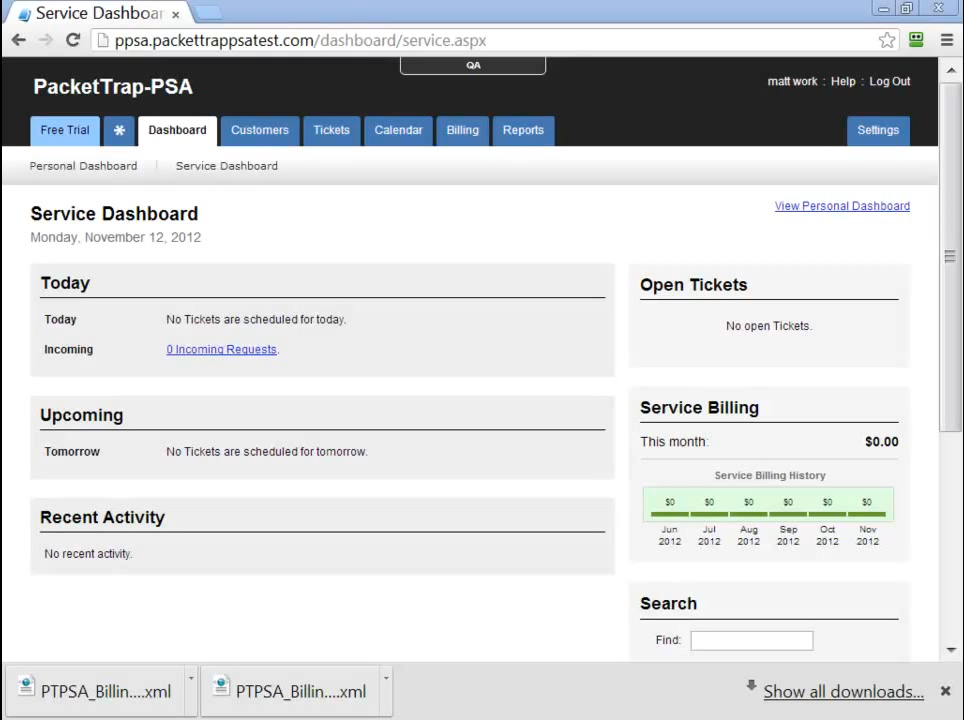 Service Dashboar
ppsa.packettrappsatest.com/dashboard/service.aspx
QA
PacketTrap-PSA
matt work : Help : Log Out
Free Trial * Dashboard Customers Tickets Calendar Billing Reports Settings
Personal Dashboard Service Dashboard
Service Dashboard
View Personal Dashboard
Monday, November 12, 2012
Today
Today No Tickets are scheduled for today.
Incoming 0 Incoming Requests.
Upcoming
Tomorrow No Tickets are scheduled for tomorrow.
Recent Activity
No recent activity.
Open Tickets
No open Tickets.
Service Billing
This month: $0.00
Service Billing History
$0 $0 $0 $0 $0 $0
Jun Jul Aug Sep Oct Nov
2012 2012 2012 2012 2012 2012
Search
Find:
PTPSA_Billin....xml PTPSA_Billin....xml Show all downloads...